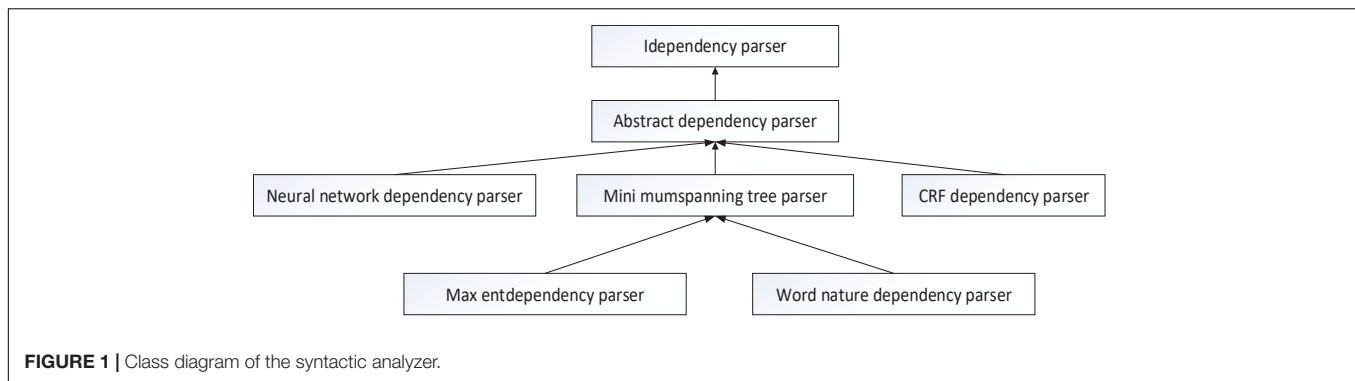 Idependency parser
Abstract dependency parser
Neural network dependency parser
Mini mumspanning tree parser
CRF dependency parser
Max entdependency parser
Word nature dependency parser
FIGURE 1 | Class diagram of the syntactic analyzer.